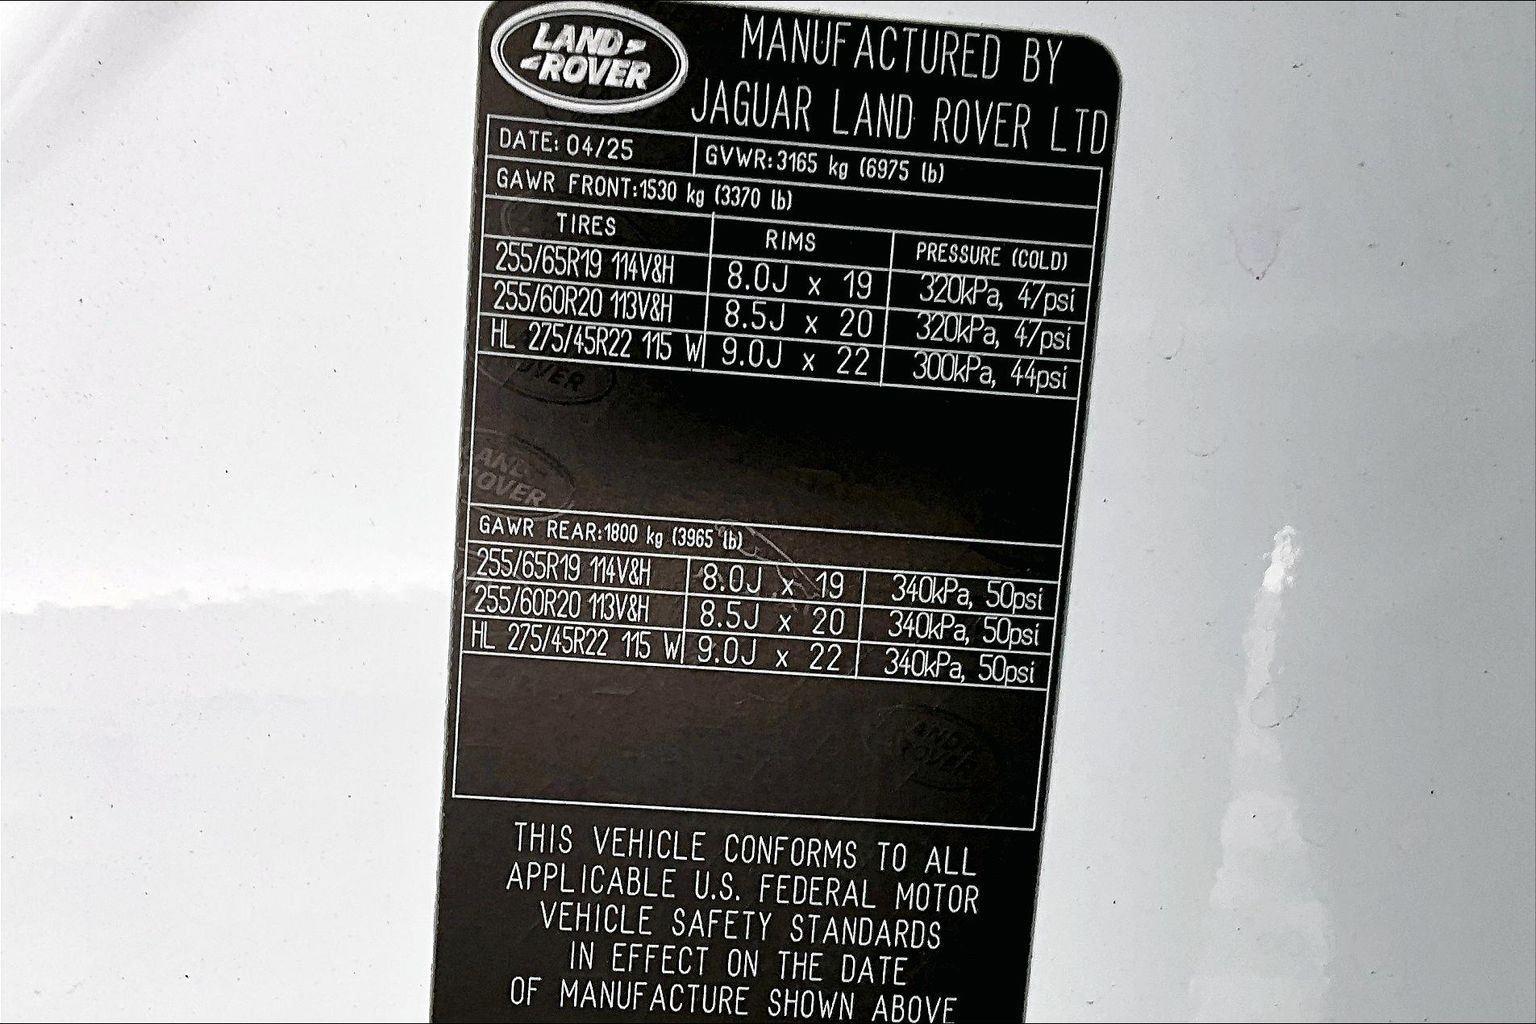 LAND
ROVER
MANUFACTURED BY
JAGUAR LAND ROVER LTD
DATE: 04/25 GVWR:3165 kg (6975 lb)
GAWR FRONT:1530 kg (3370 lb)
TIRES RIMS PRESSURE (COLD)
255/65R19 114V&H 8.0J x 19 320kPa, 47psi
255/60R20 113V&H 8.5J x 20 320kPa, 47psi
HL 275/45R22 115 W 9.0J x 22 300kPa, 44psi
OVER
LAND
ROVER
GAWR REAR:1800 kg (3965 lb)
255/65R19 114V&H 8.0J x 19 340kPa, 50psi
255/60R20 113V&H 8.5J x 20 340kPa, 50psi
HL 275/45R22 115 W 9.0J x 22 340kPa, 50psi
LAND
ROVER
THIS VEHICLE CONFORMS TO ALL
APPLICABLE U.S. FEDERAL MOTOR
VEHICLE SAFETY STANDARDS
IN EFFECT ON THE DATE
OF MANUFACTURE SHOWN ABOVE